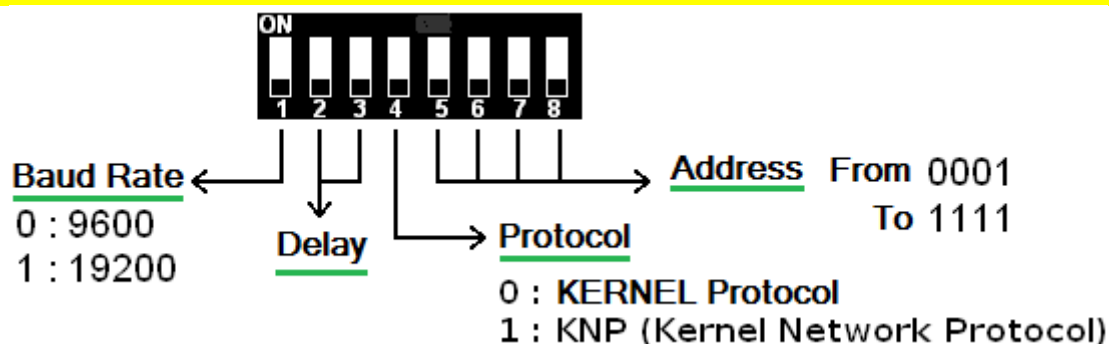 ON
1 2 3 4 5 6 7 8
Baud Rate
0 : 9600
1 : 19200
Delay
Protocol
0 : KERNEL Protocol
1 : KNP (Kernel Network Protocol)
Address From 0001
To 1111